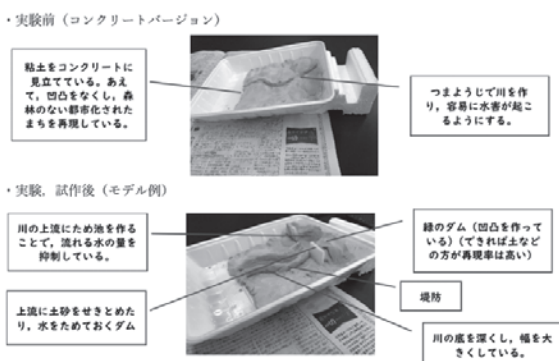 ・実験前（コンクリートバージョン）
粘土をコンクリートに
見立てている。あえ
て，凹凸をなくし，森
林のない都市化された
まちを再現している。
つまようじで川を作
り，容易に水害が起こ
るようにする。
・実験，試作後（モデル例）
川の上流にため池を作る
ことで，流れる水の量を
抑制している。
上流に土砂をせきとめた
り，水をためておくダム
緑のダム（凹凸を作って
いる）（できれば土など
の方が再現率は高い）
堤防
川の底を深くし，幅を大
きくしている。